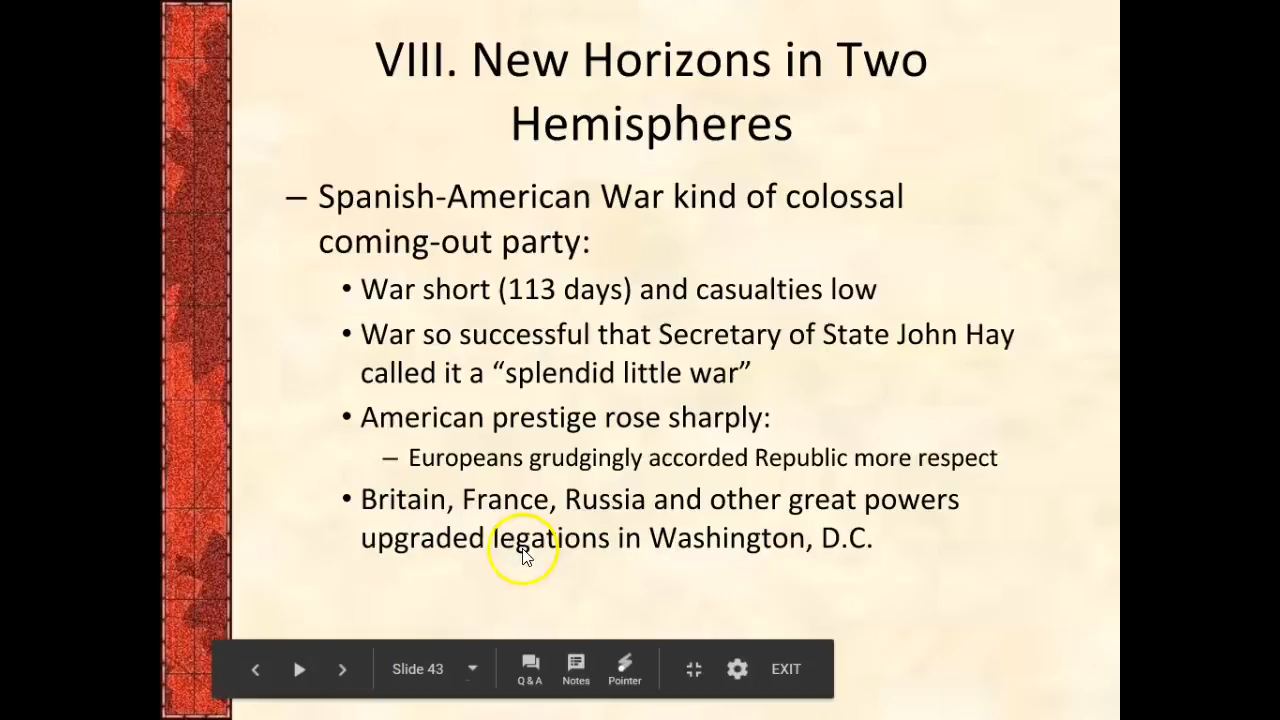 VIII. New Horizons in Two
Hemispheres
– Spanish-American War kind of colossal
coming-out party:
• War short (113 days) and casualties low
• War so successful that Secretary of State John Hay
called it a “splendid little war”
• American prestige rose sharply:
– Europeans grudgingly accorded Republic more respect
• Britain, France, Russia and other great powers
upgraded legations in Washington, D.C.
Slide 43
Q & A
Notes
Pointer
EXIT